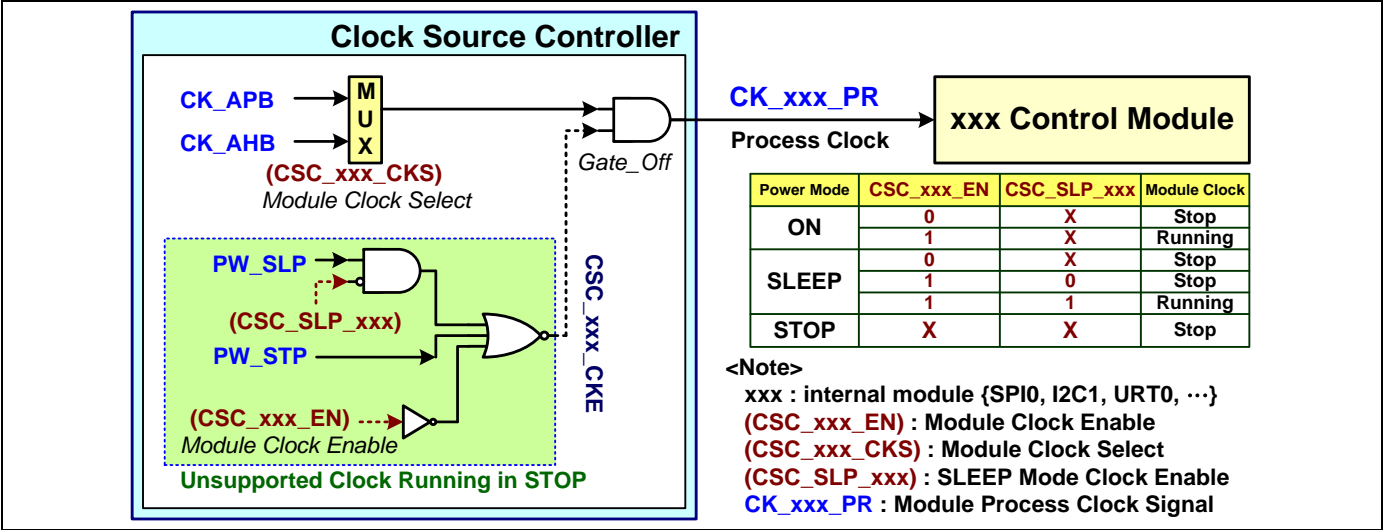 Clock Source Controller
CK_APB
CK_AHB
MUX
(CSC_xxx_CKS)
Module Clock Select
Gate_Off
CK_xxx_PR
Process Clock
xxx Control Module
PW_SLP
(CSC_SLP_xxx)
PW_STP
(CSC_xxx_EN)
Module Clock Enable
Unsupported Clock Running in STOP
CSC_xxx_CKE
Power Mode CSC_xxx_EN CSC_SLP_xxx Module Clock
ON 0 X Stop
1 X Running
SLEEP 0 X Stop
1 0 Stop
1 1 Running
STOP X X Stop
<Note>
xxx : internal module {SPI0, I2C1, URT0, ⋯}
(CSC_xxx_EN) : Module Clock Enable
(CSC_xxx_CKS) : Module Clock Select
(CSC_SLP_xxx) : SLEEP Mode Clock Enable
CK_xxx_PR : Module Process Clock Signal